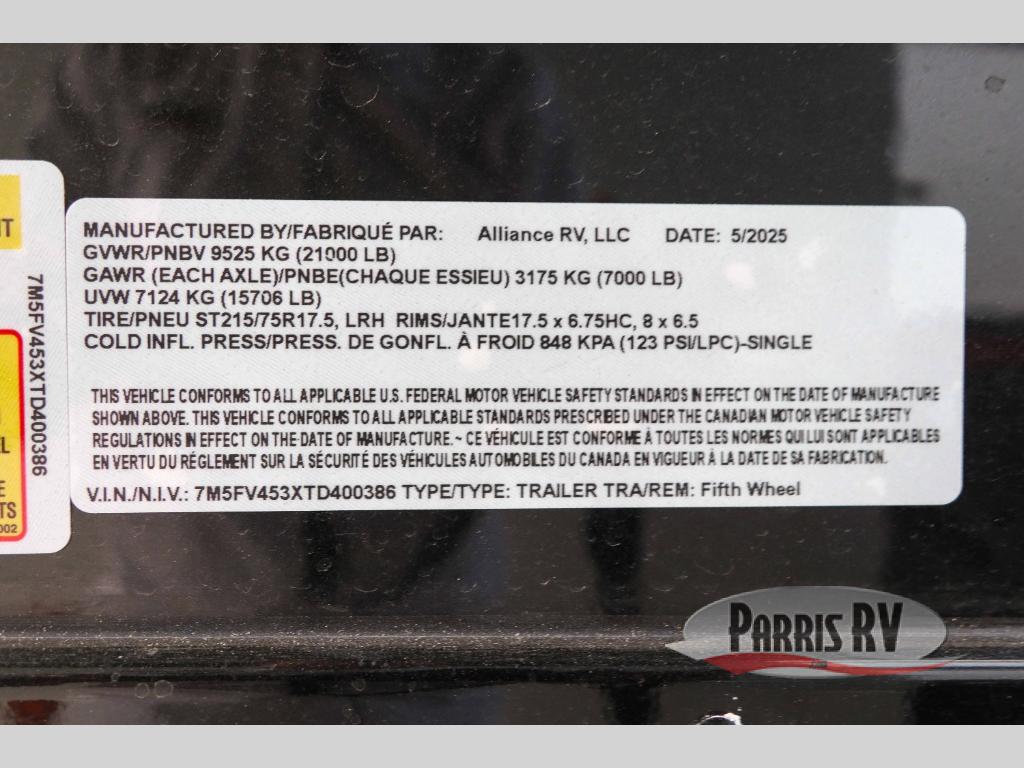 MANUFACTURED BY/FABRIQUÉ PAR: Alliance RV, LLC DATE: 5/2025
GVWR/PNBV 9525 KG (21000 LB)
GAWR (EACH AXLE)/PNBE(CHAQUE ESSIEU) 3175 KG (7000 LB)
UVW 7124 KG (15706 LB)
TIRE/PNEU ST215/75R17.5, LRH RIMS/JANTE17.5 x 6.75HC, 8 x 6.5
COLD INFL. PRESS/PRESS. DE GONFL. À FROID 848 KPA (123 PSI/LPC)-SINGLE
THIS VEHICLE CONFORMS TO ALL APPLICABLE U.S. FEDERAL MOTOR VEHICLE SAFETY STANDARDS IN EFFECT ON THE DATE OF MANUFACTURE
SHOWN ABOVE. THIS VEHICLE CONFORMS TO ALL APPLICABLE STANDARDS PRESCRIBED UNDER THE CANADIAN MOTOR VEHICLE SAFETY
REGULATIONS IN EFFECT ON THE DATE OF MANUFACTURE. ~ CE VÉHICULE EST CONFORME À TOUTES LES NORMES QUI LUI SONT APPLICABLES
EN VERTU DU RÉGLEMENT SUR LA SÉCURITÉ DES VÉHICULES AUTOMOBILES DU CANADA EN VIGUEUR À LA DATE DE SA FABRICATION.
V.I.N./N.I.V.: 7M5FV453XTD400386 TYPE/TYPE: TRAILER TRA/REM: Fifth Wheel
7M5FV453XTD400386
002
PARRIS RV